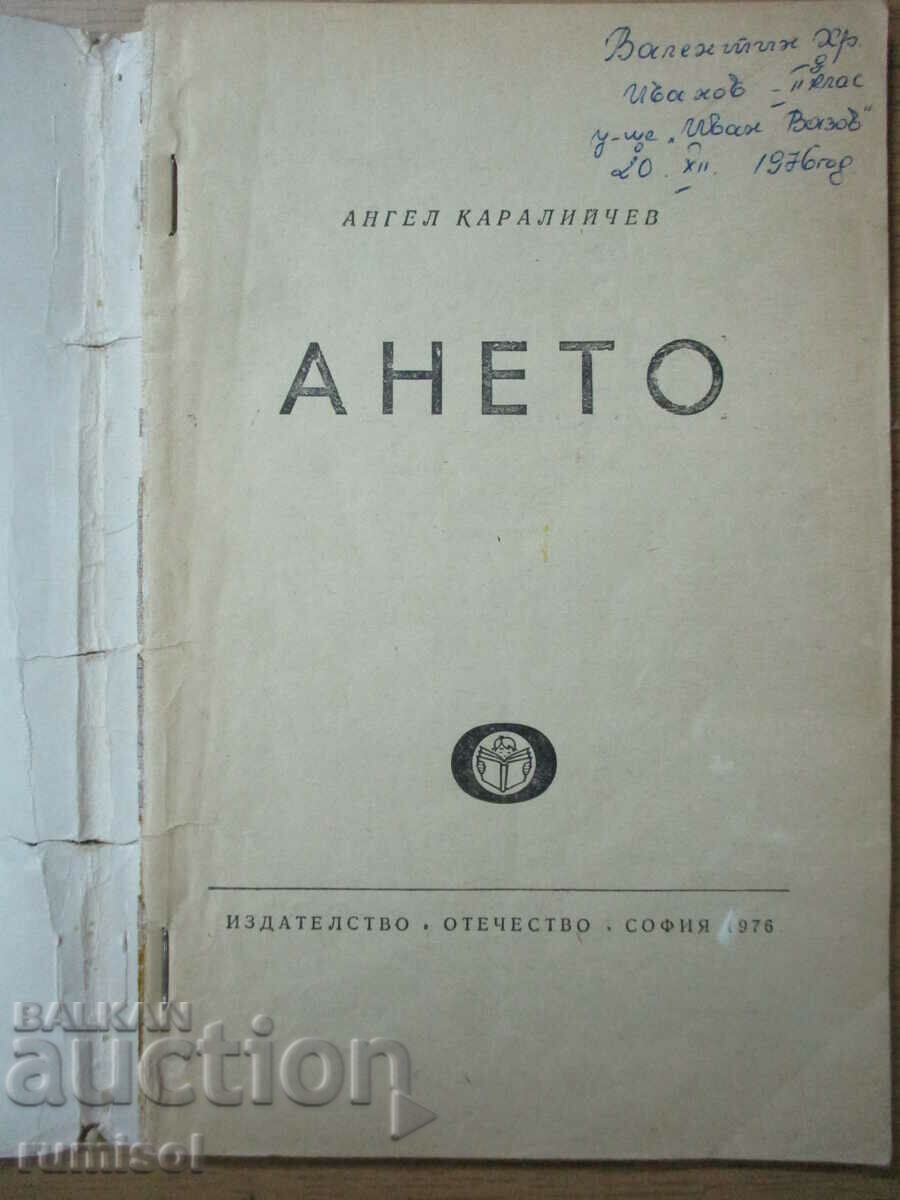 Валентин Хр.
Иванов - II д клас
у-ще „Иван Вазов"
20. XII. 1976 год
АНГЕЛ КАРАЛИЙЧЕВ
АНЕТО
ИЗДАТЕЛСТВО • ОТЕЧЕСТВО • СОФИЯ 1976
BALKAN
auction
rumisol